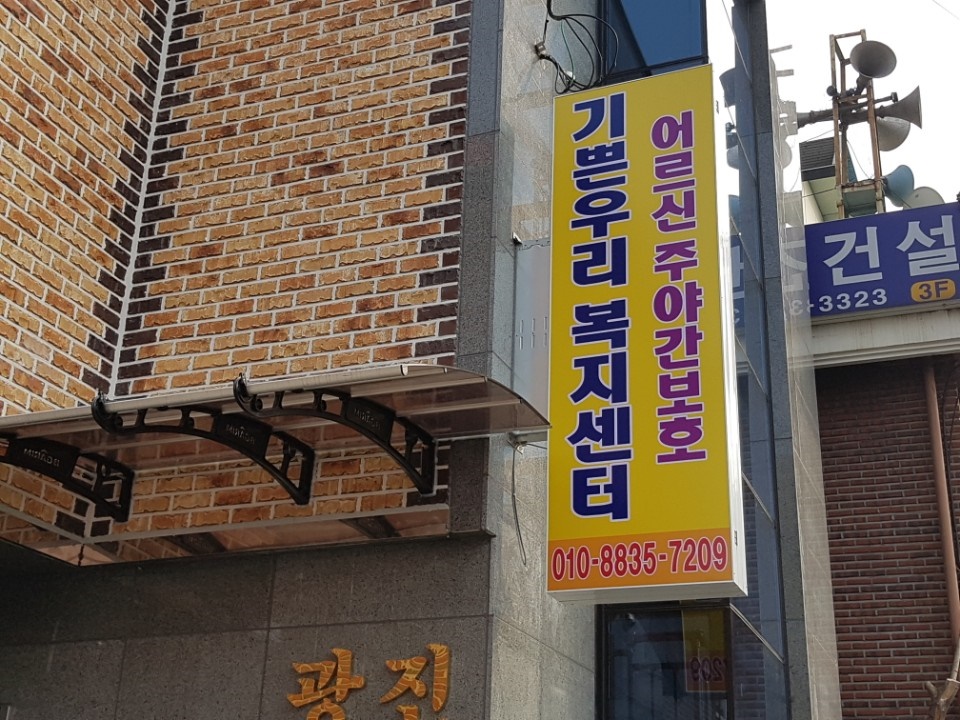 어르신 주야간보호
기쁜우리 복지센터
010-8835-7209
건설
3323
3F
광진